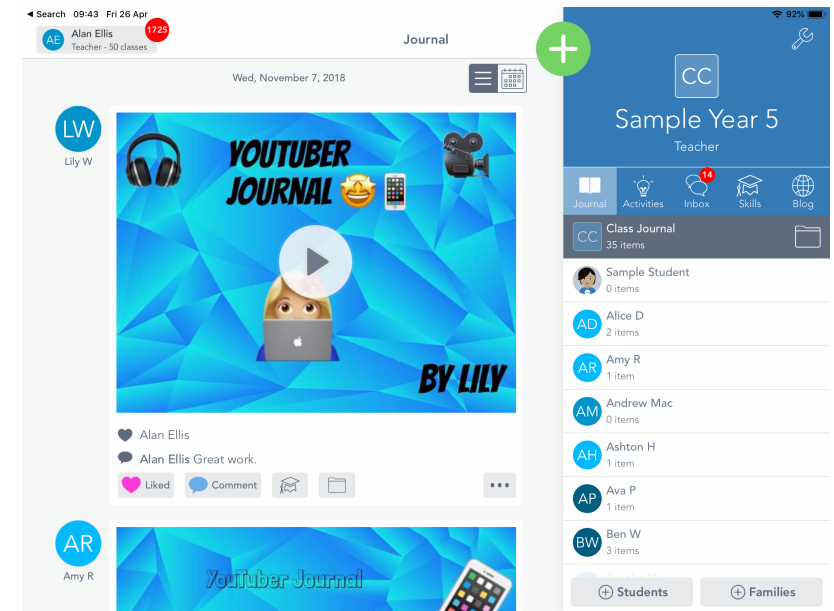 Search 09:43 Fri 26 Apr
92%
AE
Alan Ellis
Teacher - 50 classes
1725
Journal
Wed, November 7, 2018
LW
Lily W
YOUTUBER
JOURNAL
BY LILY
Alan Ellis
Alan Ellis Great work.
Liked
Comment
AR
Amy R
YouTuber Journal
CC
Sample Year 5
Teacher
14
Journal
Activities
Inbox
Skills
Blog
CC
Class Journal
35 items
Sample Student
0 items
AD
Alice D
2 items
AR
Amy R
1 item
AM
Andrew Mac
0 items
AH
Ashton H
1 item
AP
Ava P
1 item
BW
Ben W
3 items
Students
Families